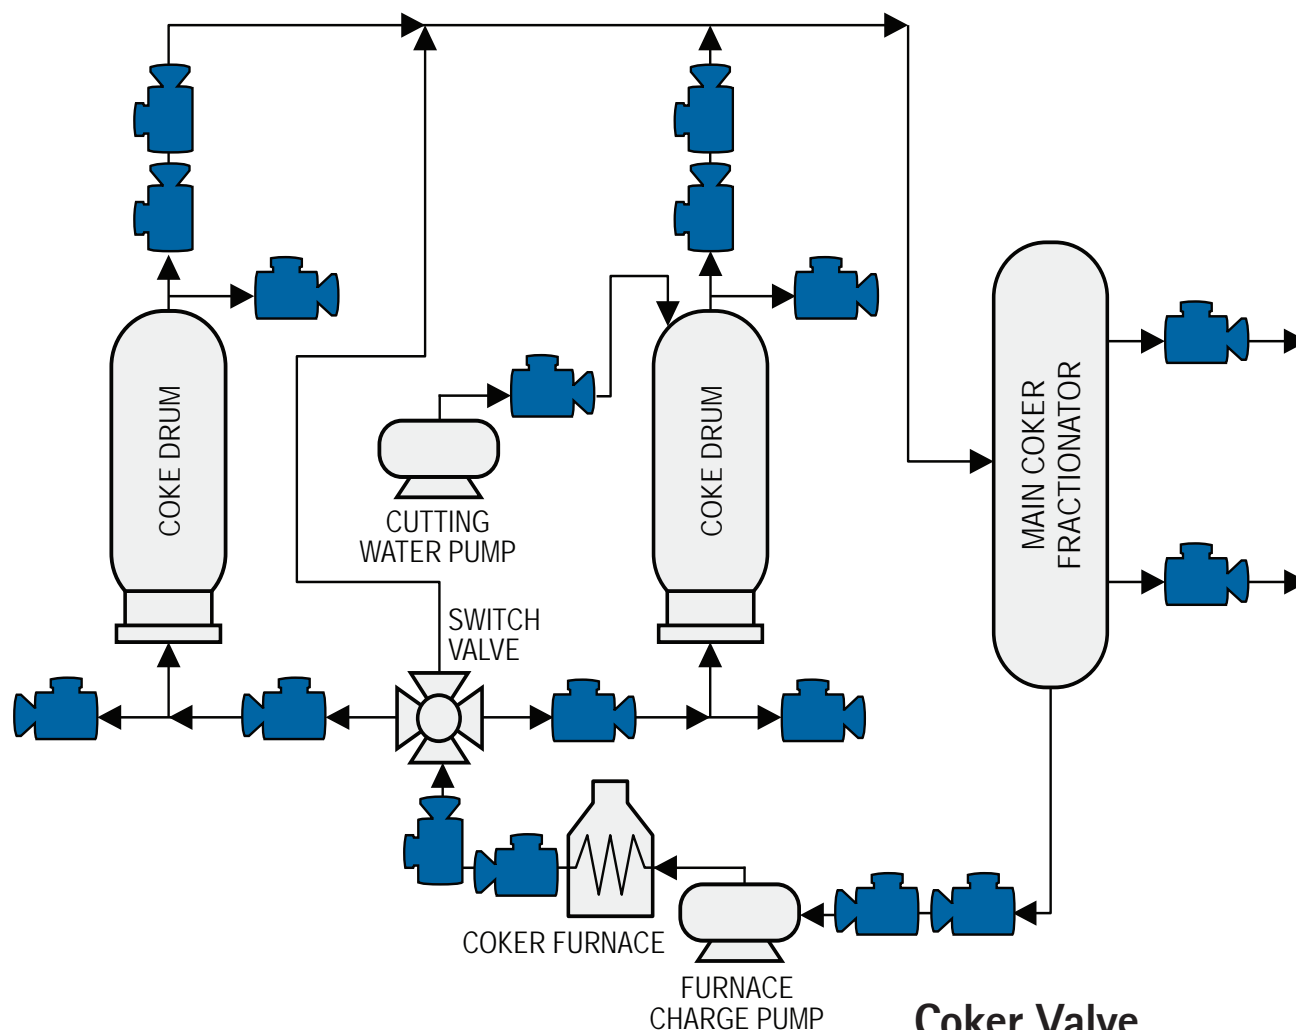 COKE DRUM
COKE DRUM
MAIN COKER
FRACTIONATOR
CUTTING
WATER PUMP
SWITCH
VALVE
COKER FURNACE
FURNACE
CHARGE PUMP
Coker Valve